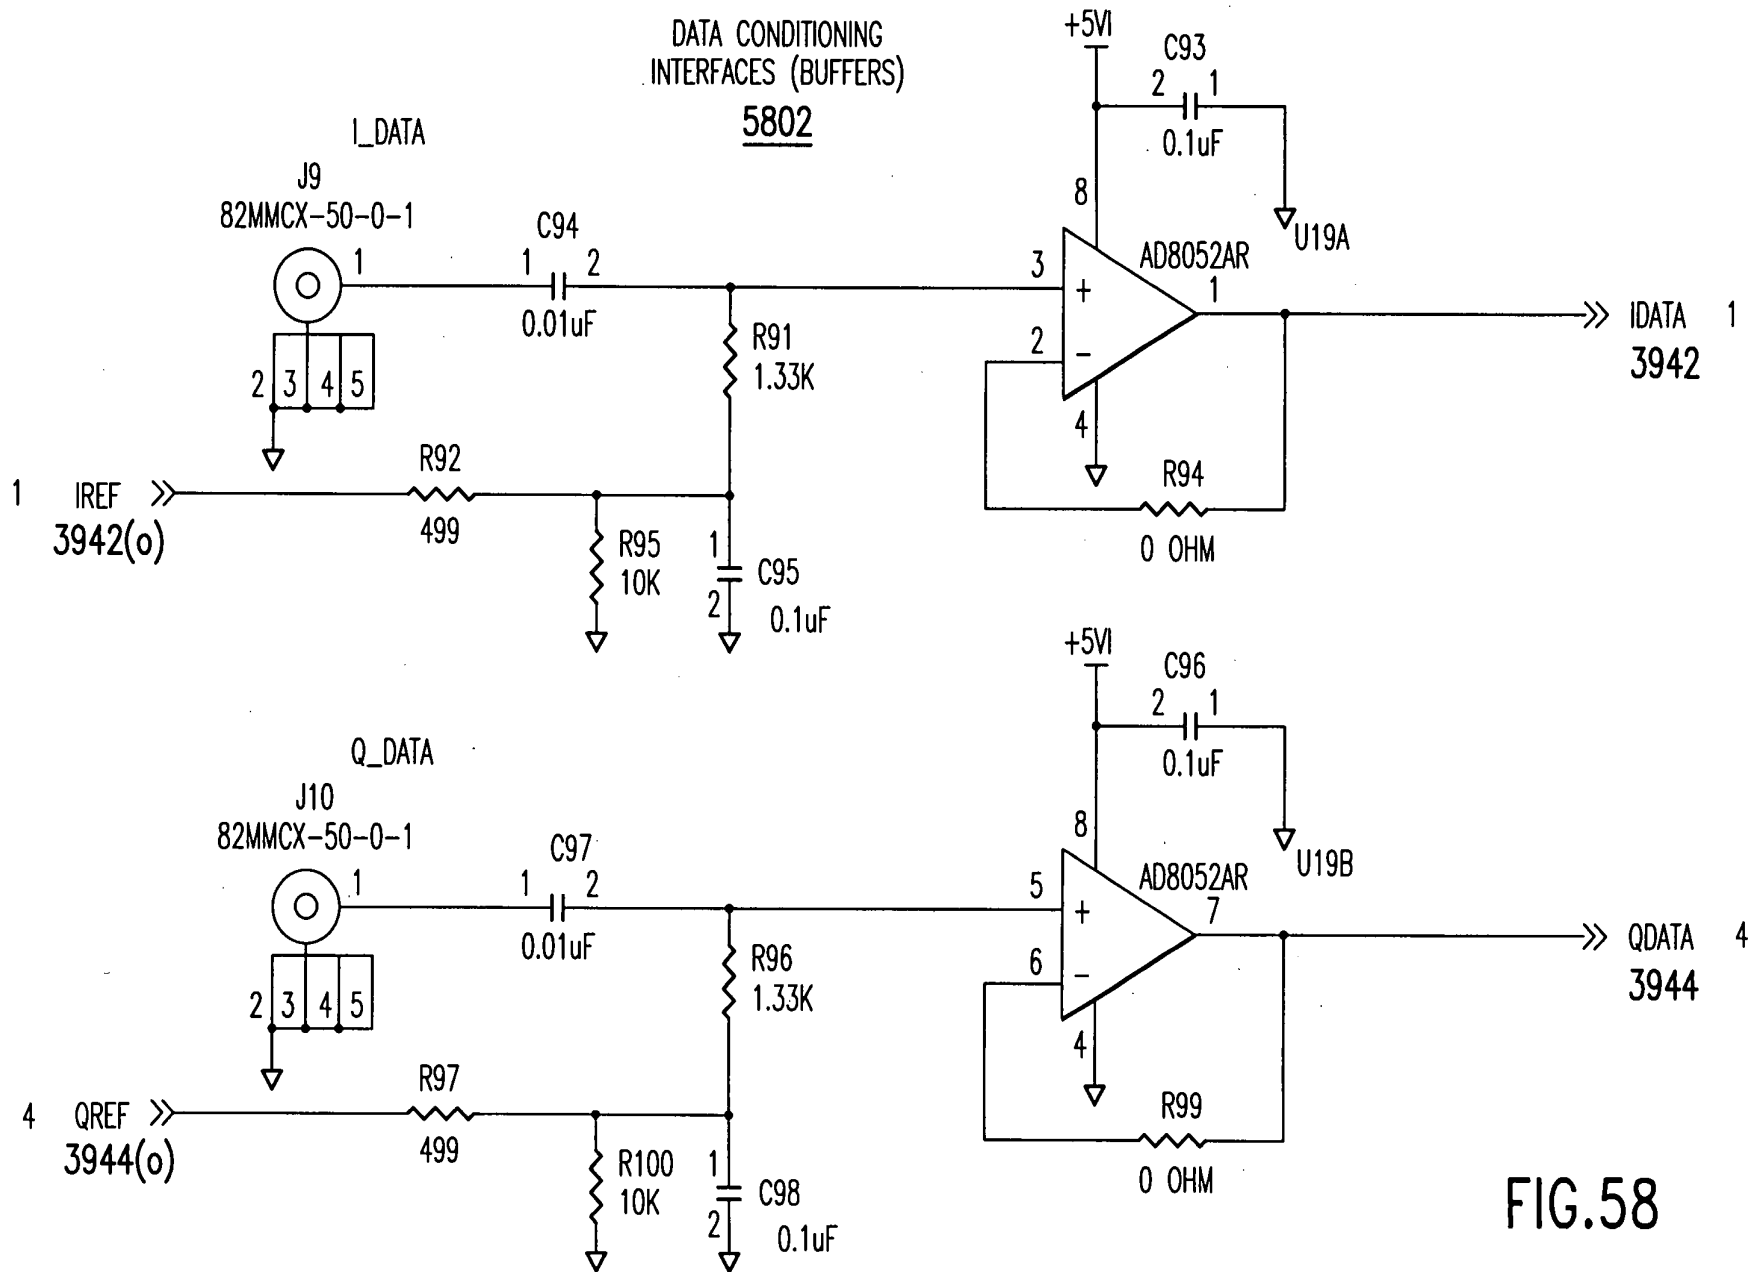 DATA CONDITIONING
INTERFACES (BUFFERS)
5802
+5VI
C93
2 1
0.1uF
I_DATA
J9
82MMCX-50-0-1
1
C94
1 2
0.01uF
8
U19A
AD8052AR
3
+
1
2
-
4
R91
1.33K
IDATA 1
3942
2 3 4 5
R92
499
1 IREF
3942(o)
R95
10K
1
C95
2
0.1uF
R94
0 OHM
+5VI
C96
2 1
0.1uF
Q_DATA
J10
82MMCX-50-0-1
1
C97
1 2
0.01uF
8
U19B
AD8052AR
5
+
7
6
-
4
R96
1.33K
QDATA 4
3944
2 3 4 5
R97
499
4 QREF
3944(o)
R100
10K
1
C98
2
0.1uF
R99
0 OHM
FIG.58